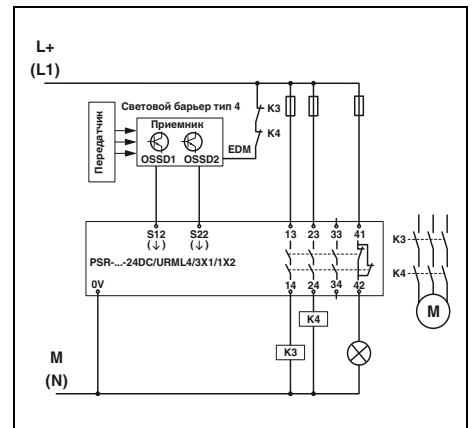 L+
(L1)
Световой барьер тип 4
Передатчик
Приемник
OSSD1 OSSD2
EDM
K3
K4
S12 S22 13 23 33 41
(↓) (↓)
PSR-...-24DC/URML4/3X1/1X2
0V 14 24 34 42
K3
K4
M
K4
K3
M
(N)